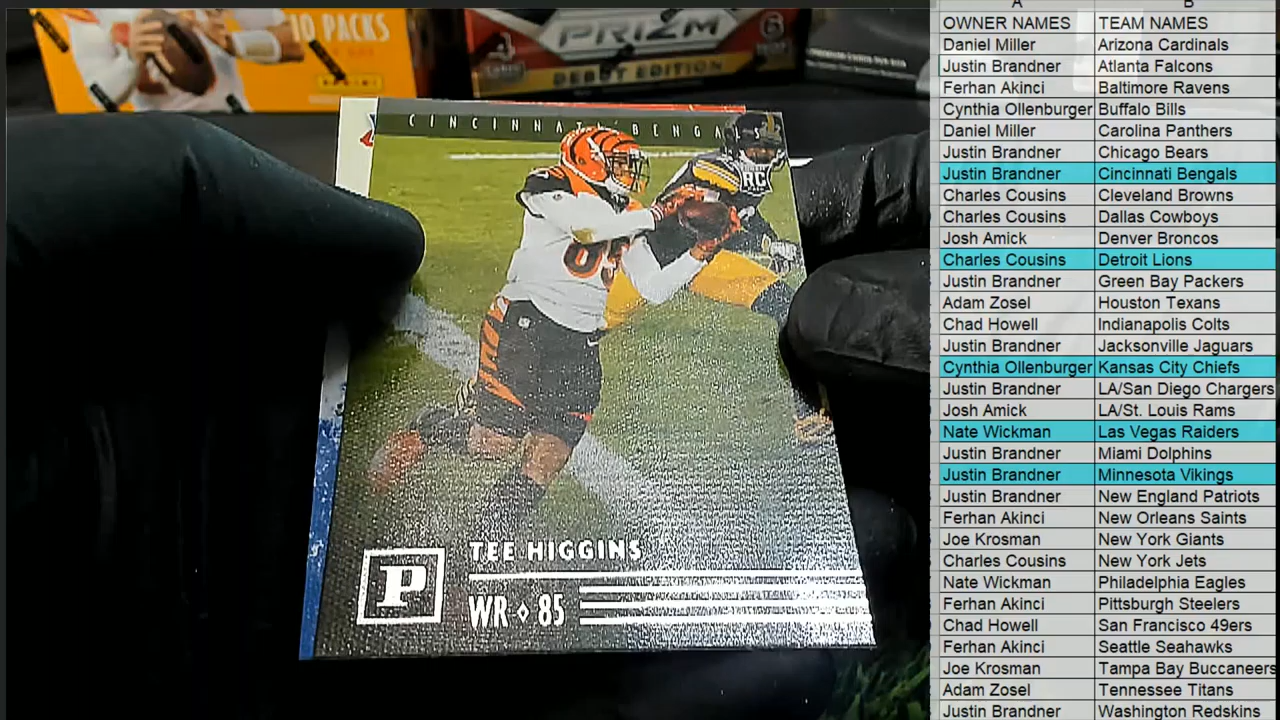 10 PACKS
PANINI
PRIZM
DEBUT EDITION
CINCINNATI BENGALS
RC
85
TEE HIGGINS
P
WR ⋄ 85
A B
OWNER NAMES TEAM NAMES
Daniel Miller Arizona Cardinals
Justin Brandner Atlanta Falcons
Ferhan Akinci Baltimore Ravens
Cynthia Ollenburger Buffalo Bills
Daniel Miller Carolina Panthers
Justin Brandner Chicago Bears
Justin Brandner Cincinnati Bengals
Charles Cousins Cleveland Browns
Charles Cousins Dallas Cowboys
Josh Amick Denver Broncos
Charles Cousins Detroit Lions
Justin Brandner Green Bay Packers
Adam Zosel Houston Texans
Chad Howell Indianapolis Colts
Justin Brandner Jacksonville Jaguars
Cynthia Ollenburger Kansas City Chiefs
Justin Brandner LA/San Diego Chargers
Josh Amick LA/St. Louis Rams
Nate Wickman Las Vegas Raiders
Justin Brandner Miami Dolphins
Justin Brandner Minnesota Vikings
Justin Brandner New England Patriots
Ferhan Akinci New Orleans Saints
Joe Krosman New York Giants
Charles Cousins New York Jets
Nate Wickman Philadelphia Eagles
Ferhan Akinci Pittsburgh Steelers
Chad Howell San Francisco 49ers
Ferhan Akinci Seattle Seahawks
Joe Krosman Tampa Bay Buccaneers
Adam Zosel Tennessee Titans
Justin Brandner Washington Redskins